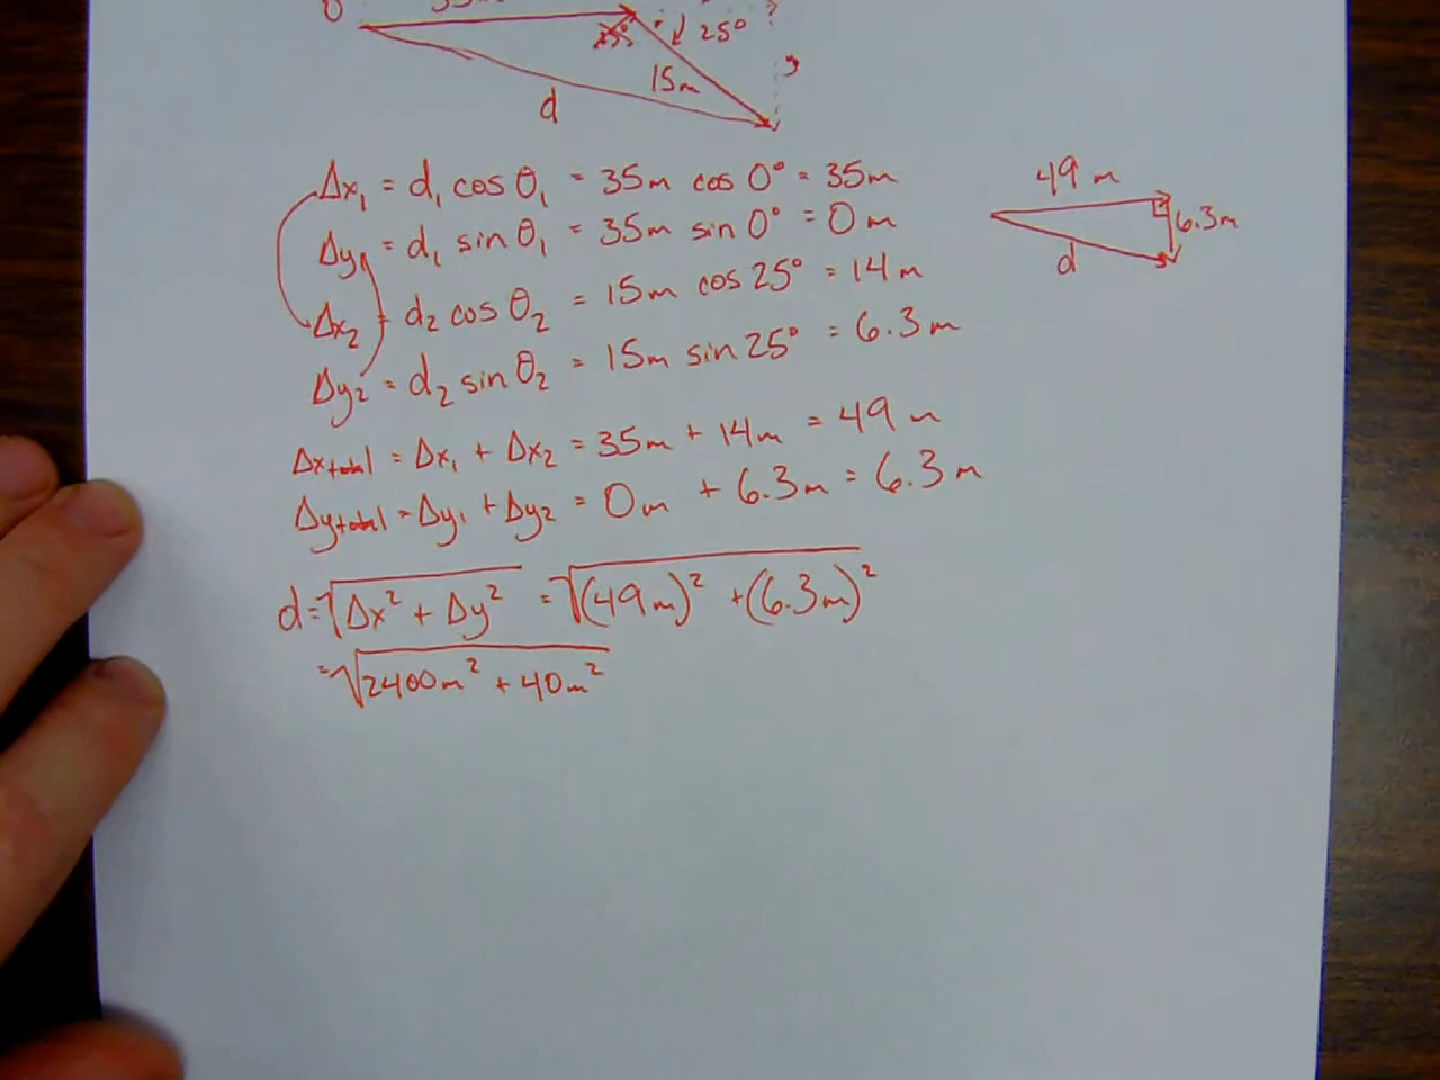 25°
15m
d
Δx₁ = d₁ cos θ₁ = 35m cos 0° = 35m
Δy₁ = d₁ sin θ₁ = 35m sin 0° = 0m
Δx₂ = d₂ cos θ₂ = 15m cos 25° = 14m
Δy₂ = d₂ sin θ₂ = 15m sin 25° = 6.3m
49 m
6.3m
d
Δxtotal = Δx₁ + Δx₂ = 35m + 14m = 49 m
Δytotal = Δy₁ + Δy₂ = 0m + 6.3m = 6.3m
d = √Δx² + Δy² = √(49m)² + (6.3m)²
= √2400m² + 40m²